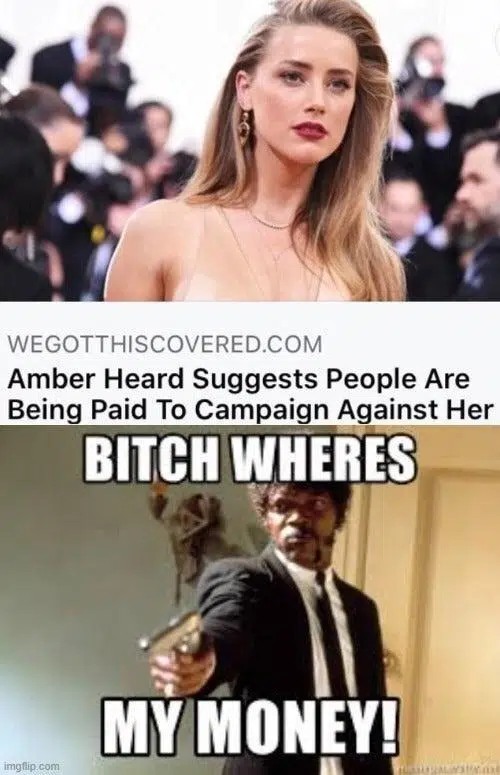 WEGOTTHISCOVERED.COM
Amber Heard Suggests People Are
Being Paid To Campaign Against Her
BITCH WHERES
MY MONEY!
imgflip.com